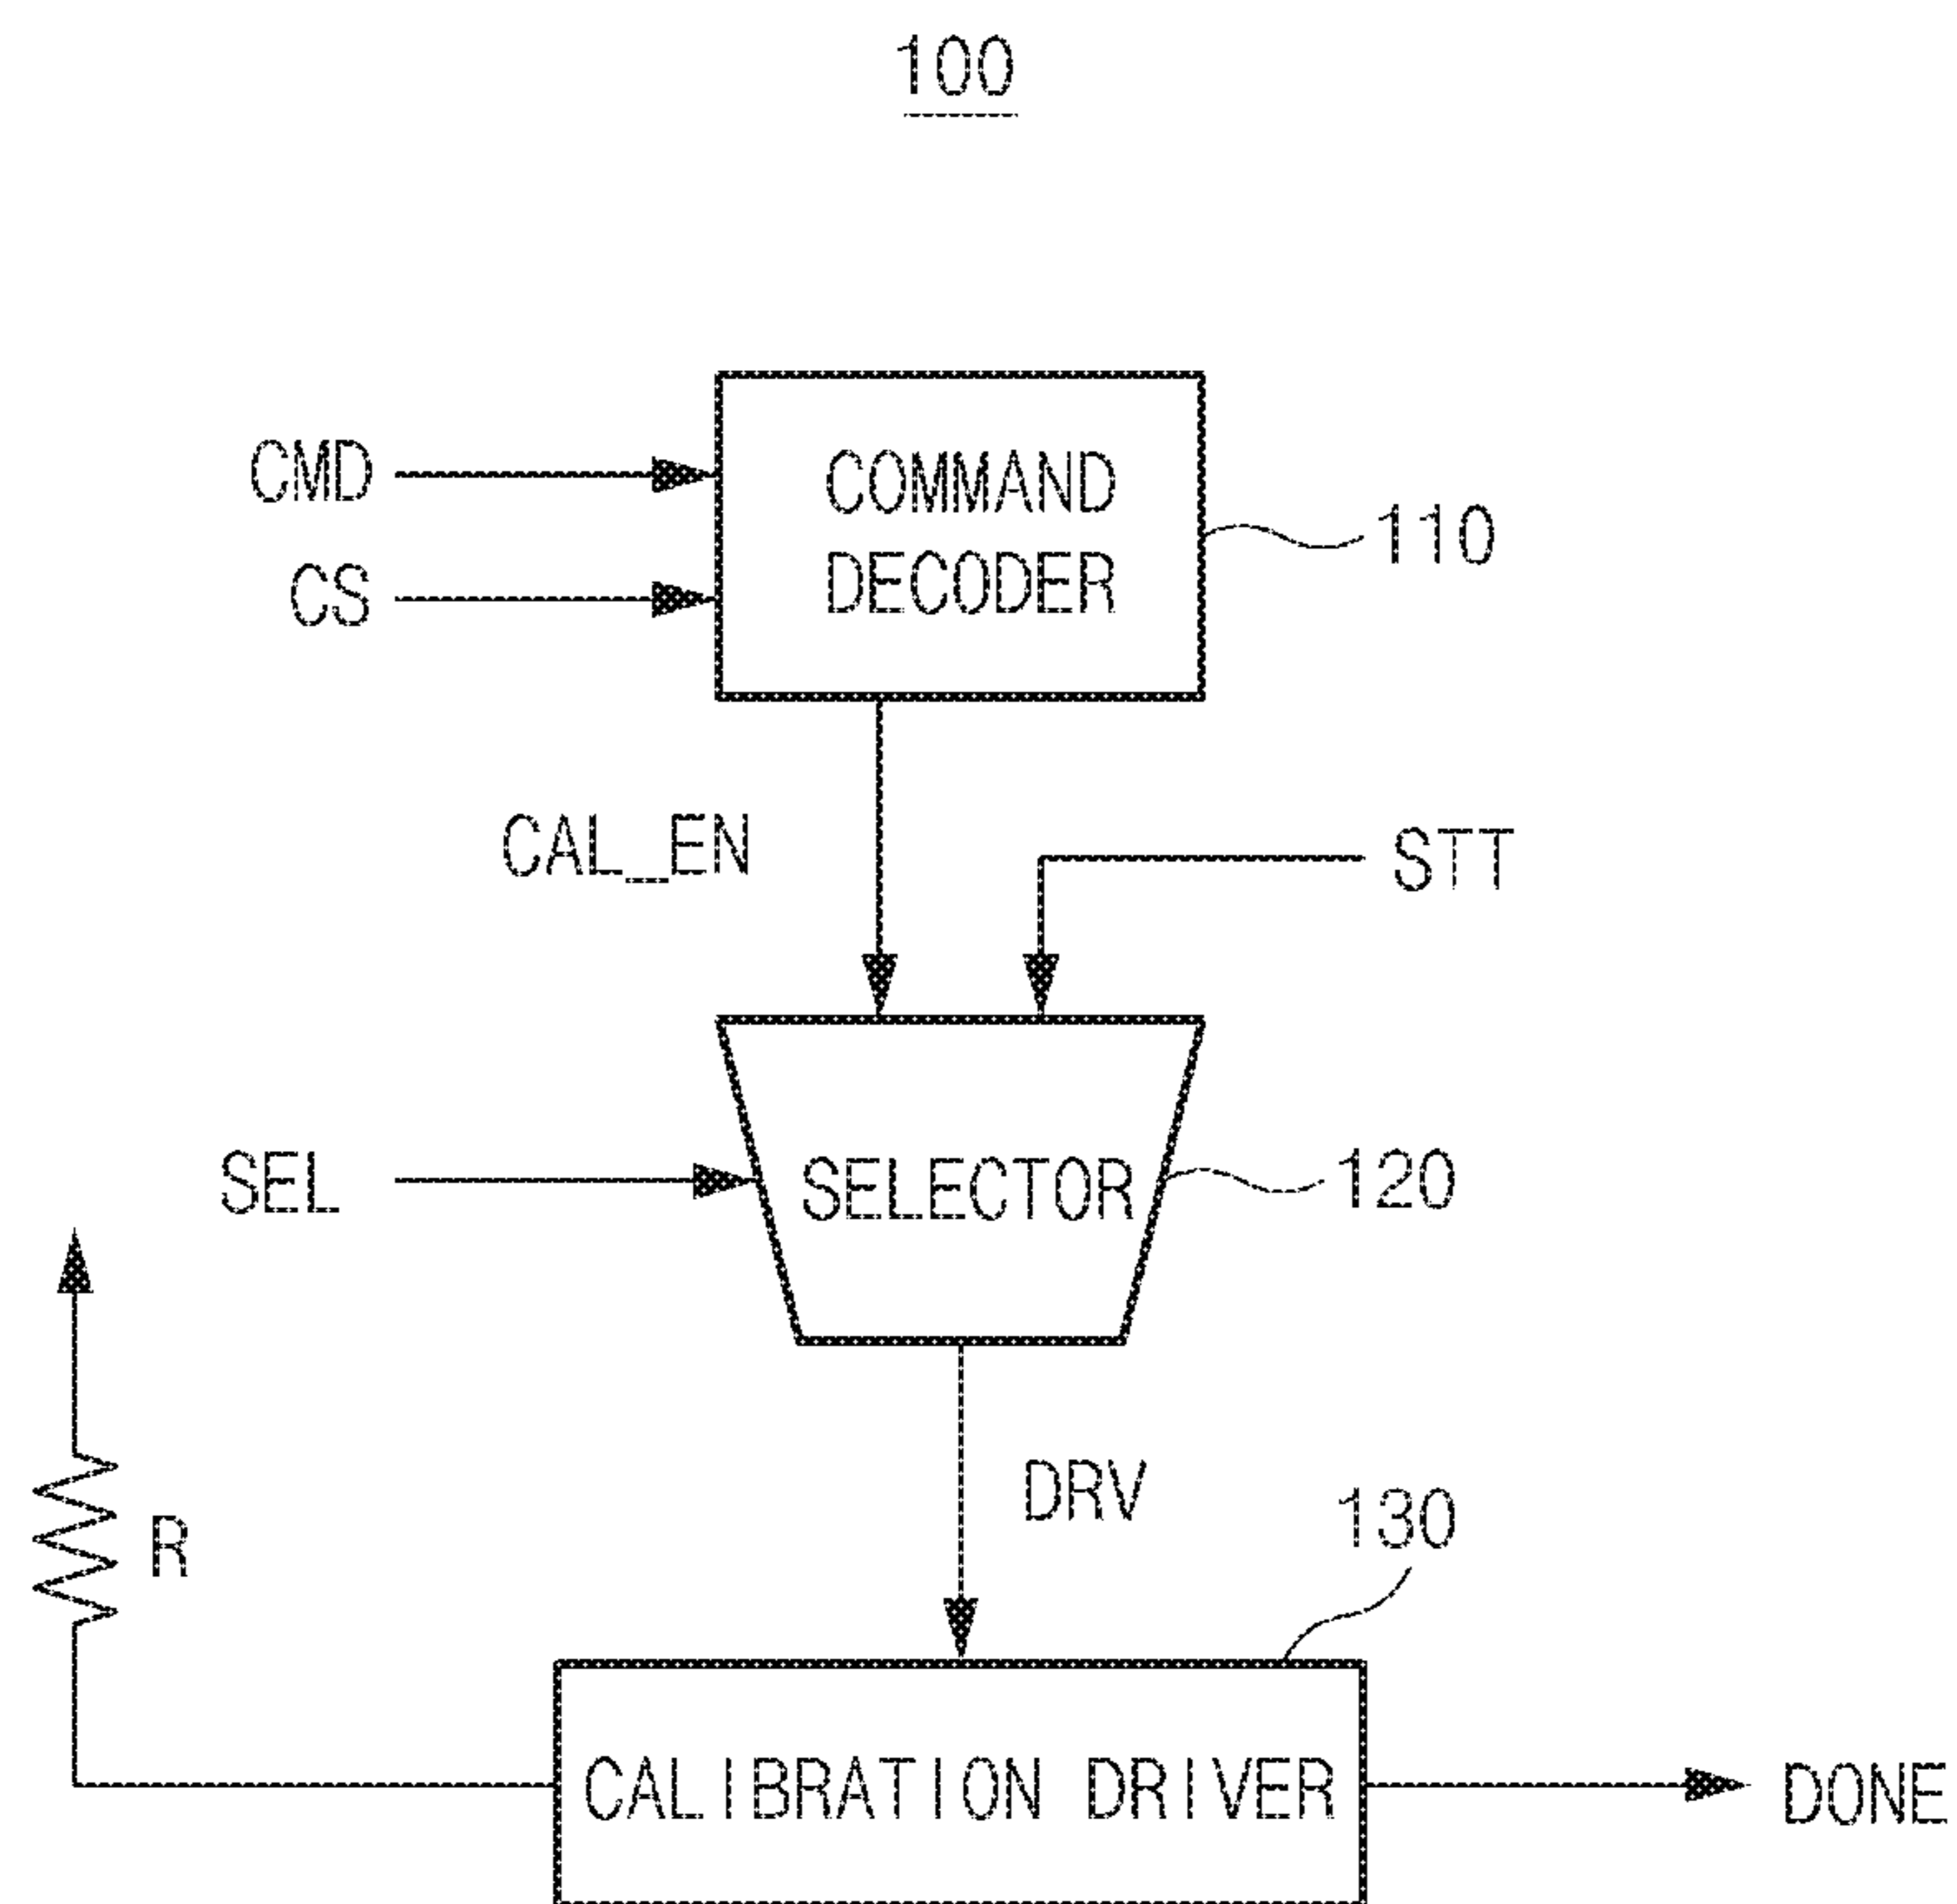 100
CMD
CS
COMMAND
DECODER
110
CAL_EN
STT
SEL
SELECTOR
120
R
DRV
130
CALIBRATION DRIVER
DONE